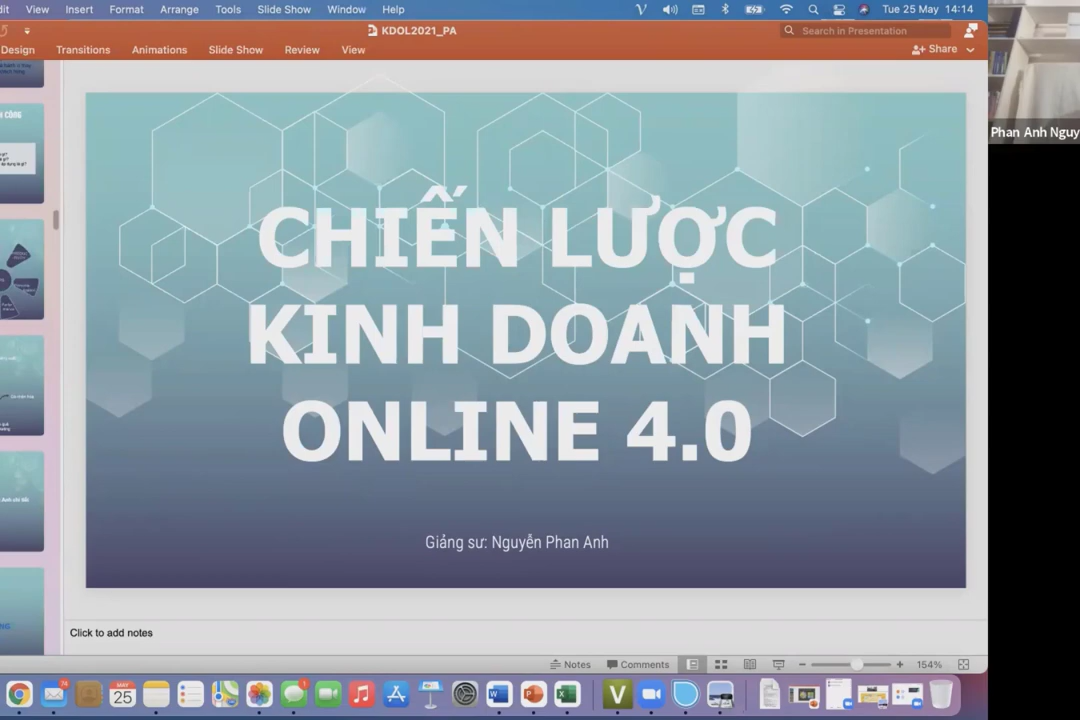 View
Insert
Format
Arrange
Tools
Slide Show
Window
Help
Tue 25 May 14:14
KDOL2021_PA
Search in Presentation
Design
Transitions
Animations
Slide Show
Review
View
Share
CHIẾN LƯỢC
KINH DOANH
ONLINE 4.0
Giảng sư: Nguyễn Phan Anh
Phan Anh Nguy
Click to add notes
Notes
Comments
154%
MAY
25